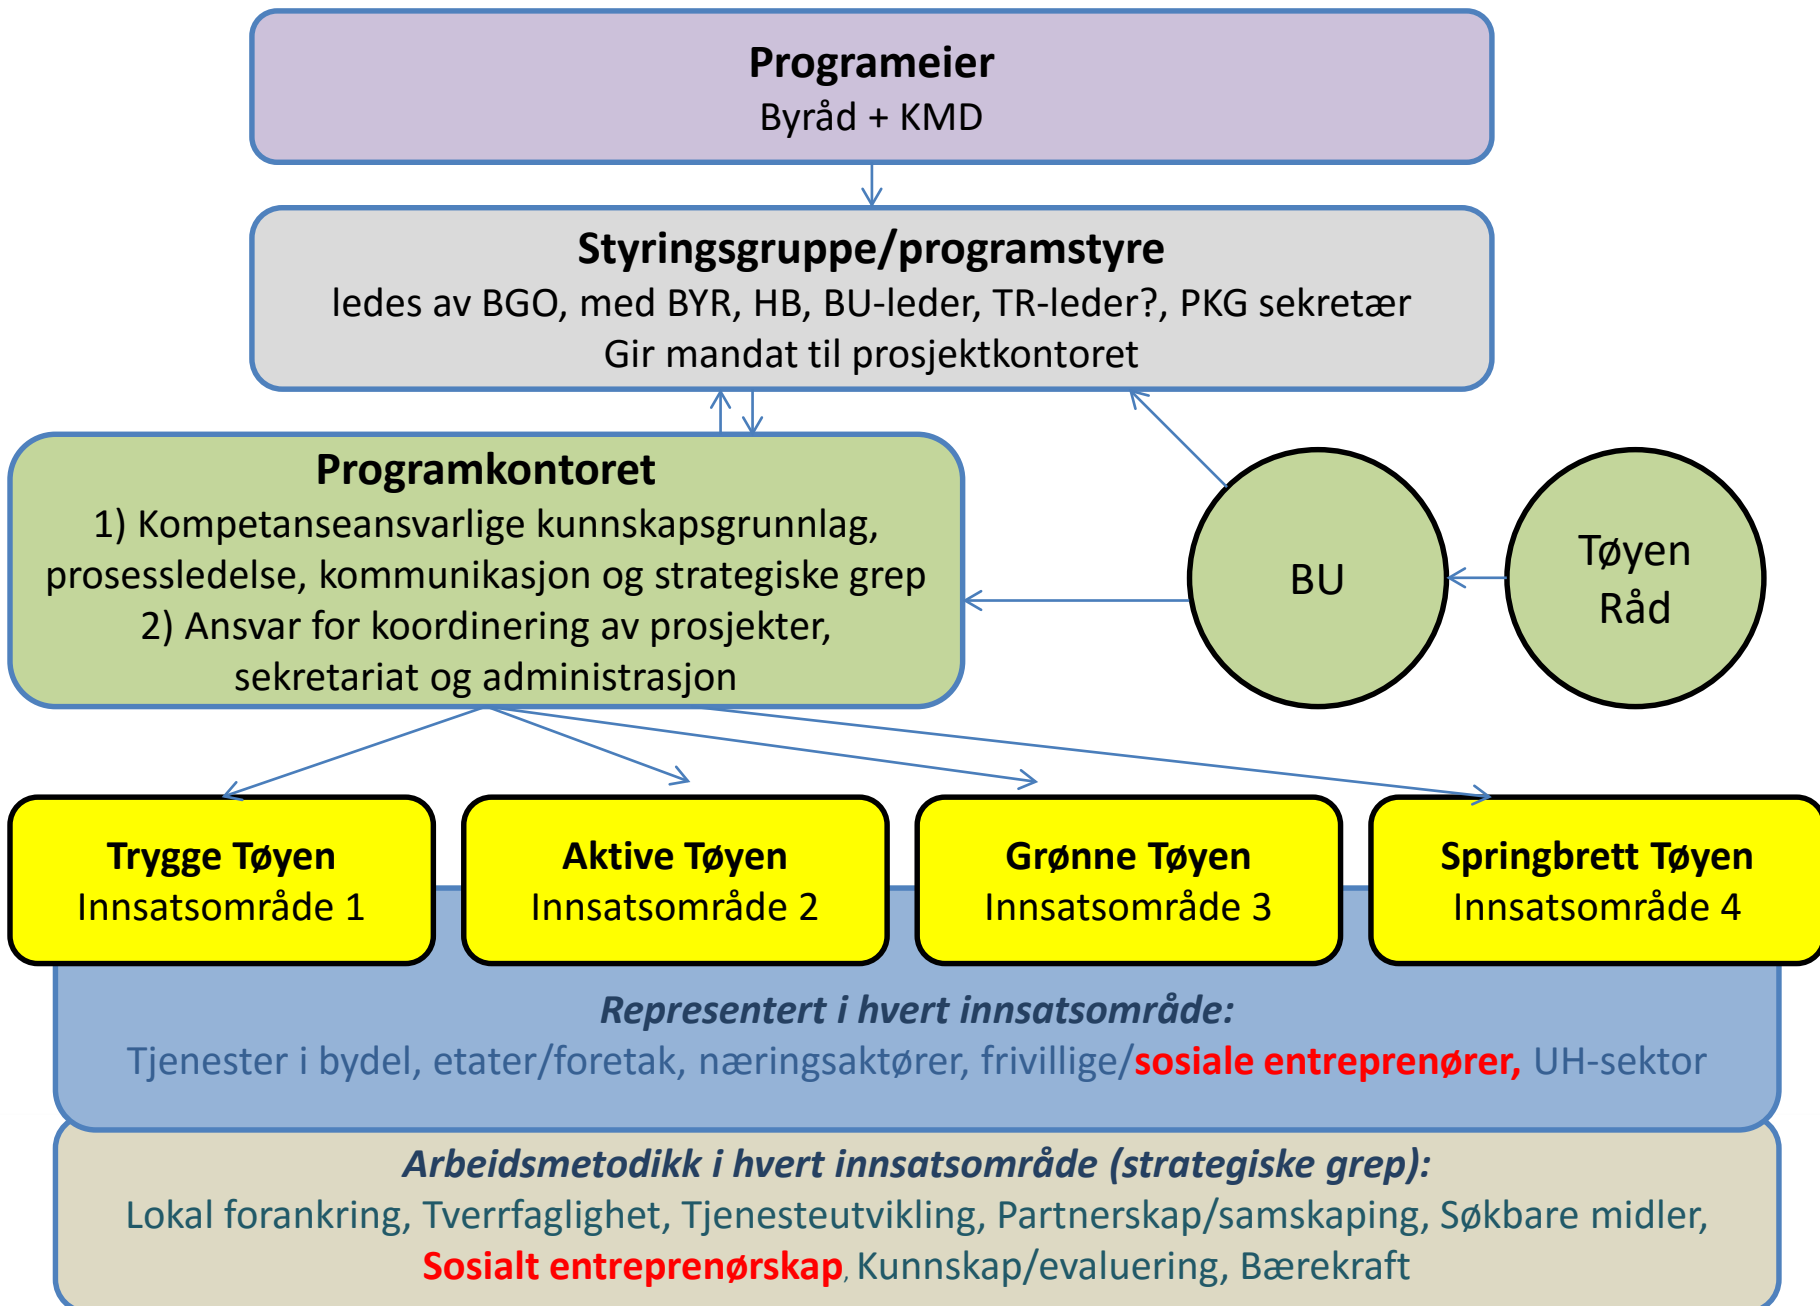 Programeier
Byråd + KMD
Styringsgruppe/programstyre
ledes av BGO, med BYR, HB, BU-leder, TR-leder?, PKG sekretær
Gir mandat til prosjektkontoret
Programkontoret
1) Kompetanseansvarlige kunnskapsgrunnlag,
prosessledelse, kommunikasjon og strategiske grep
2) Ansvar for koordinering av prosjekter,
sekretariat og administrasjon
BU
Tøyen
Råd
Trygge Tøyen
Innsatsområde 1
Aktive Tøyen
Innsatsområde 2
Grønne Tøyen
Innsatsområde 3
Springbrett Tøyen
Innsatsområde 4
Representert i hvert innsatsområde:
Tjenester i bydel, etater/foretak, næringsaktører, frivillige/sosiale entreprenører, UH-sektor
Arbeidsmetodikk i hvert innsatsområde (strategiske grep):
Lokal forankring, Tverrfaglighet, Tjenesteutvikling, Partnerskap/samskaping, Søkbare midler,
Sosialt entreprenørskap, Kunnskap/evaluering, Bærekraft